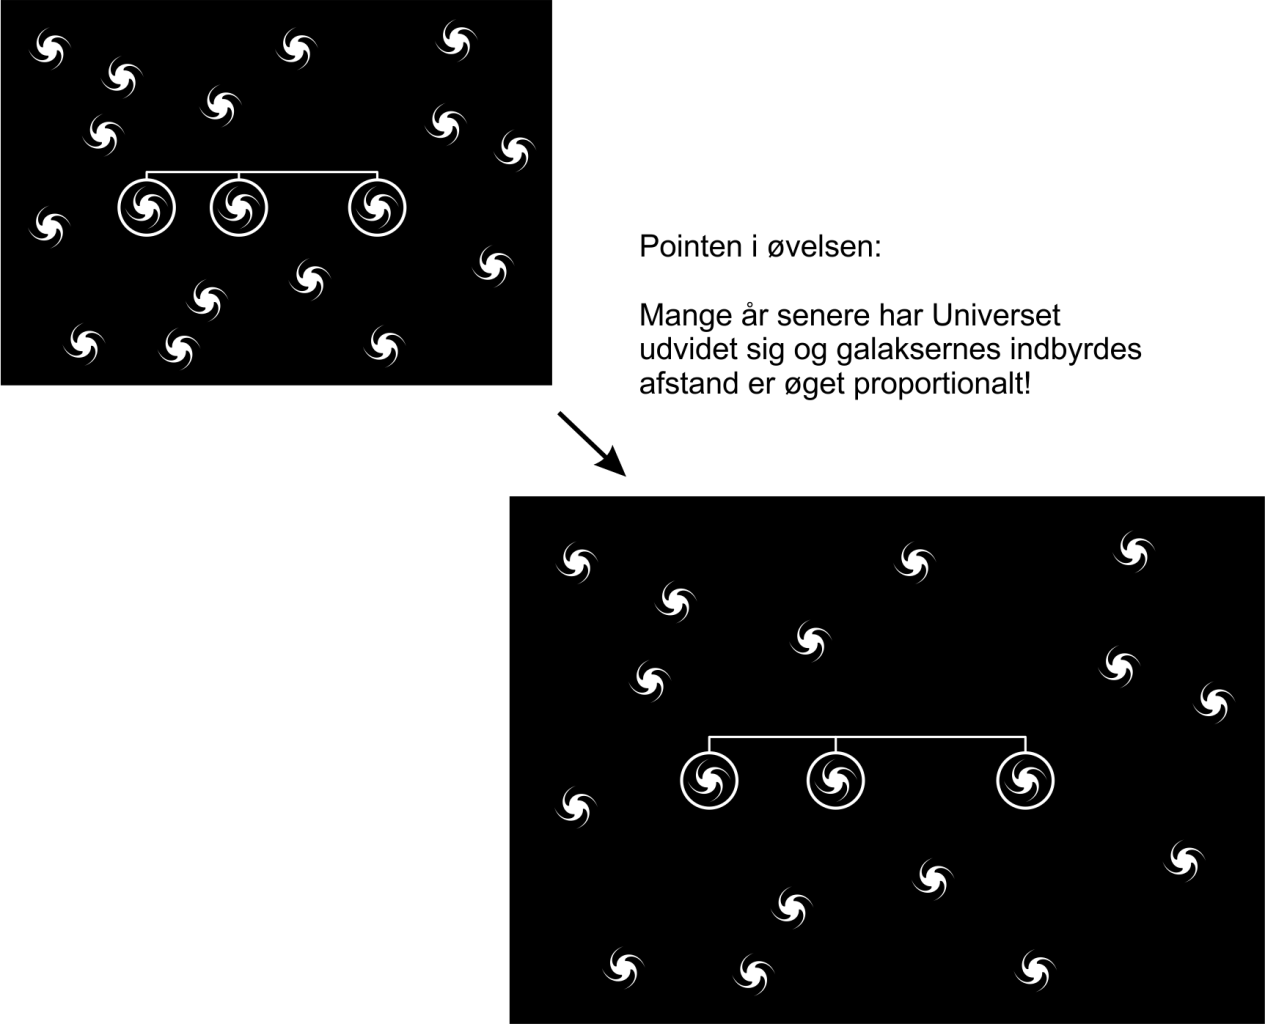 Pointen i øvelsen:
Mange år senere har Universet
udvidet sig og galaksernes indbyrdes
afstand er øget proportionalt!